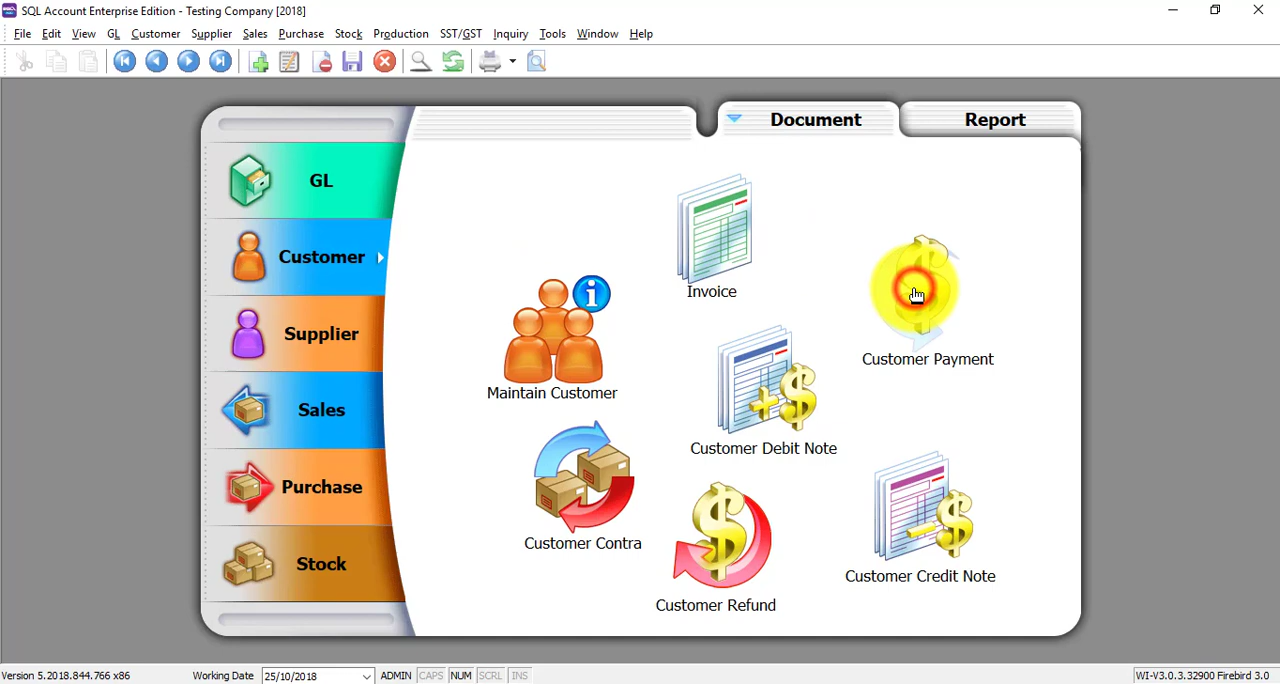 SQL Account Enterprise Edition - Testing Company [2018]
File Edit View GL Customer Supplier Sales Purchase Stock Production SST/GST Inquiry Tools Window Help
Document Report
GL
Customer
Supplier
Sales
Purchase
Stock
Invoice
Customer Payment
Maintain Customer
Customer Debit Note
Customer Contra
Customer Credit Note
Customer Refund
Version 5.2018.844.766 x86 Working Date 25/10/2018 ADMIN CAPS NUM SCRL INS WI-V3.0.3.32900 Firebird 3.0